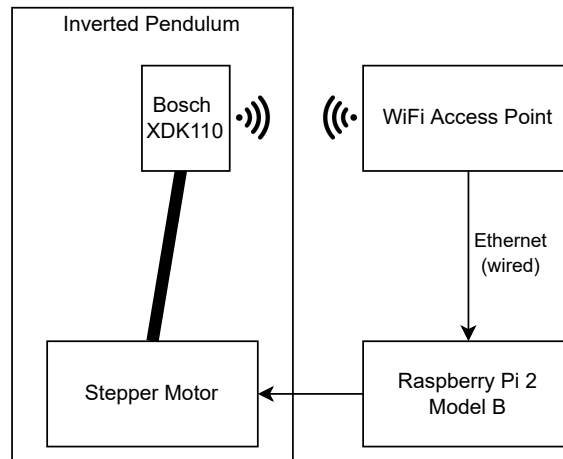 Inverted Pendulum
Bosch
XDK110
WiFi Access Point
Ethernet
(wired)
Stepper Motor
Raspberry Pi 2
Model B